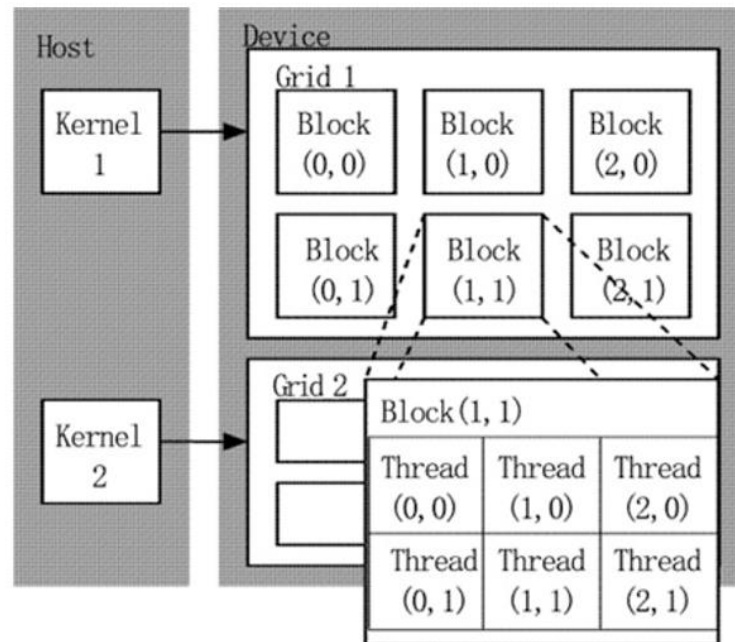 Host
Device
Kernel
1
Grid 1
Block
(0,0)
Block
(1,0)
Block
(2,0)
Block
(0,1)
Block
(1,1)
Block
(2,1)
Kernel
2
Grid 2
Block(1,1)
Thread
(0,0)
Thread
(1,0)
Thread
(2,0)
Thread
(0,1)
Thread
(1,1)
Thread
(2,1)